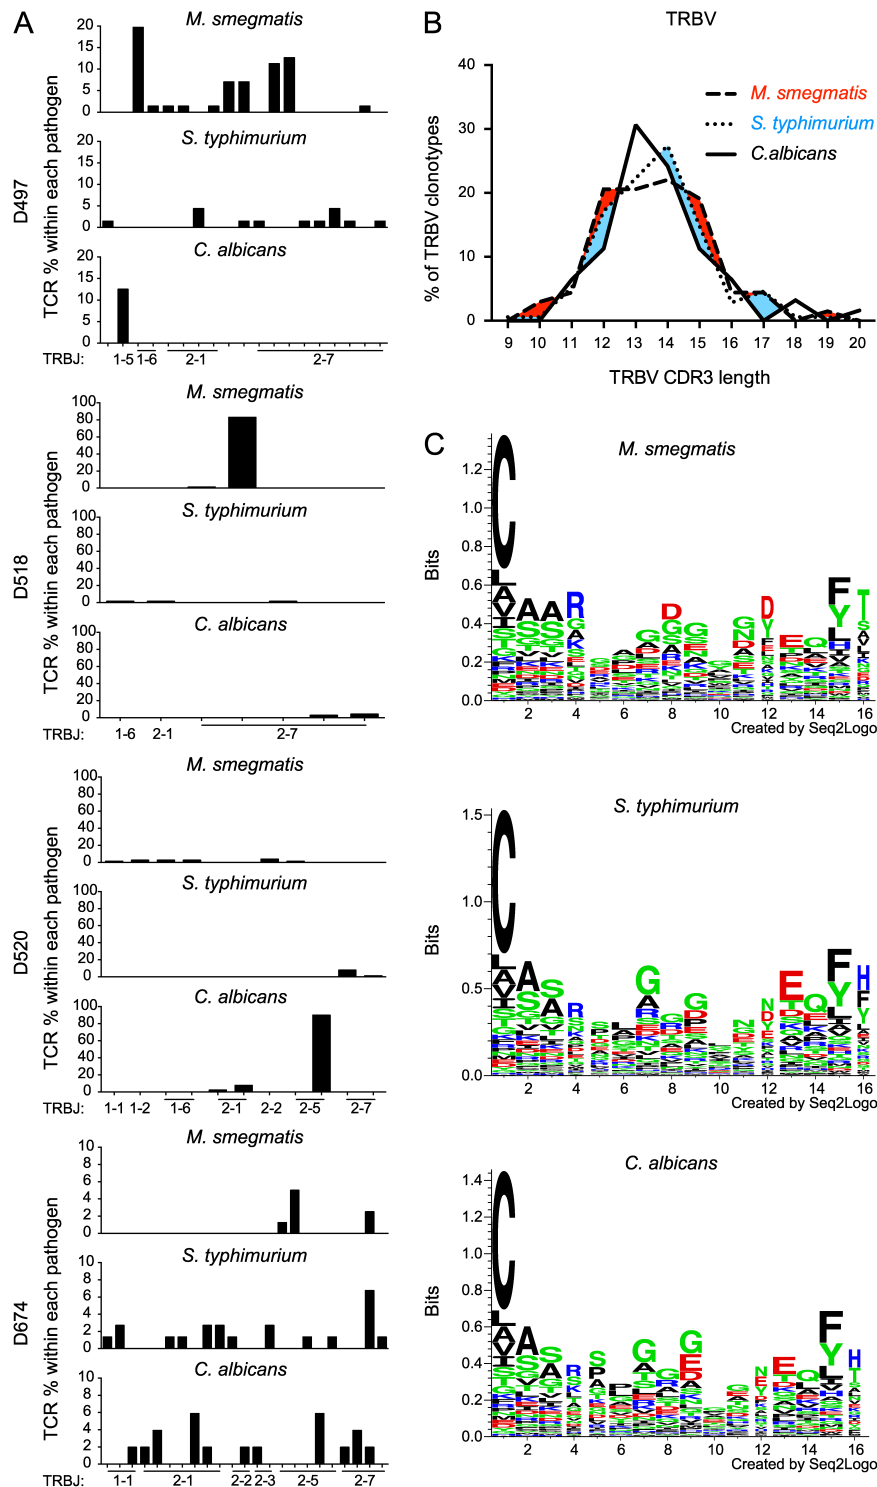 A
M. smegmatis
20
15
10
5
0
S. typhimurium
20
15
10
5
0
C. albicans
20
15
10
5
0
D497
TCR % within each pathogen
TRBJ: 1-5 1-6 2-1 2-7
M. smegmatis
100
80
60
40
20
0
S. typhimurium
100
80
60
40
20
0
C. albicans
100
80
60
40
20
0
D518
TCR % within each pathogen
TRBJ: 1-6 2-1 2-7
M. smegmatis
100
80
60
40
20
0
S. typhimurium
100
80
60
40
20
0
C. albicans
100
80
60
40
20
0
D520
TCR % within each pathogen
TRBJ: 1-1 1-2 1-6 2-1 2-2 2-5 2-7
M. smegmatis
10
8
6
4
2
0
S. typhimurium
10
8
6
4
2
0
C. albicans
10
8
6
4
2
0
D674
TCR % within each pathogen
TRBJ: 1-1 2-1 2-2 2-3 2-5 2-7
B
TRBV
40
30
20
10
0
% of TRBV clonotypes
M. smegmatis
S. typhimurium
C.albicans
9 10 11 12 13 14 15 16 17 18 19 20
TRBV CDR3 length
C
M. smegmatis
Bits
1.2
1.0
0.8
0.6
0.4
0.2
0.0
2 4 6 8 10 12 14 16
Created by Seq2Logo
S. typhimurium
Bits
1.5
1.0
0.5
0.0
2 4 6 8 10 12 14 16
Created by Seq2Logo
C. albicans
Bits
1.4
1.2
1.0
0.8
0.6
0.4
0.2
0.0
2 4 6 8 10 12 14 16
Created by Seq2Logo